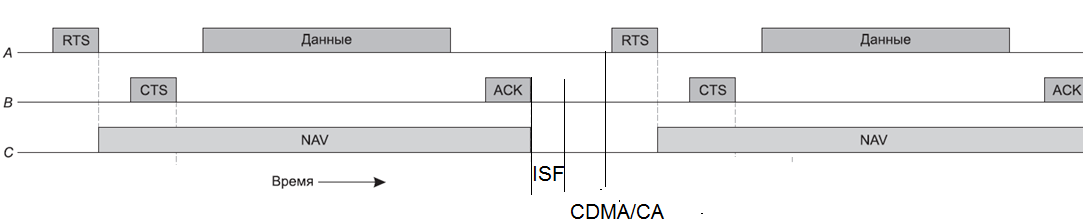 RTS Данные RTS Данные
A
CTS ACK CTS ACK
B
NAV NAV
C
ISF
Время
CDMA/CA